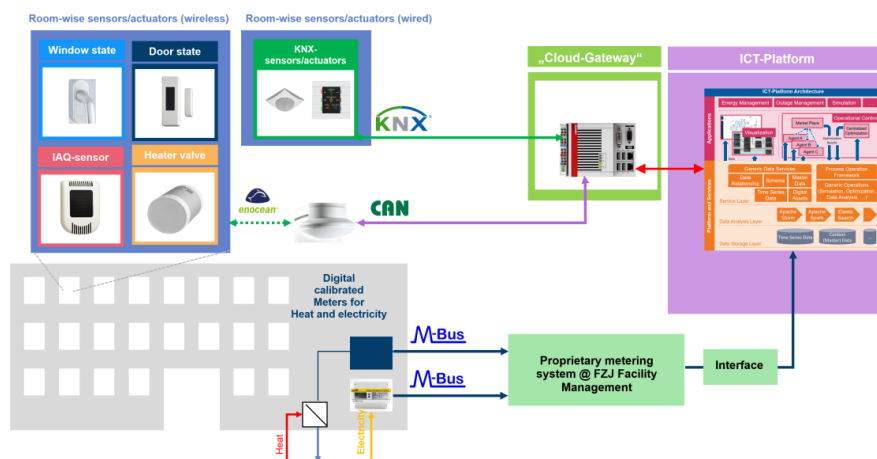 Room-wise sensors/actuators (wireless)
Room-wise sensors/actuators (wired)
Window state
Door state
IAQ-sensor
Heater valve
KNX-
sensors/actuators
KNX
enocean
CAN
„Cloud-Gateway“
ICT-Platform
ICT-Platform Architecture
Energy Management
Outage Management
Simulation
Applications
Visualization
Market Place
Agent A
Agent B
Agent C
Operational Contro
Centralized
Optimization
Platform and Services
Generic Data Services
Data
Relationship
Schema
Master
Data
Time Series
Data
Digital
Assets
Process Operation
Framework
Generic Operations
(Simulation, Optimization,
Data Analysis, ...)
Service Layer
Data Analysis Layer
Apache
Storm
Apache
Spark
Elastic
Search
Data Storage Layer
Time Series Data
Context
(Master) Data
...
Digital
calibrated
Meters for
Heat and electricity
M-Bus
M-Bus
Heat
Electricity
Proprietary metering
system @ FZJ Facility
Management
Interface